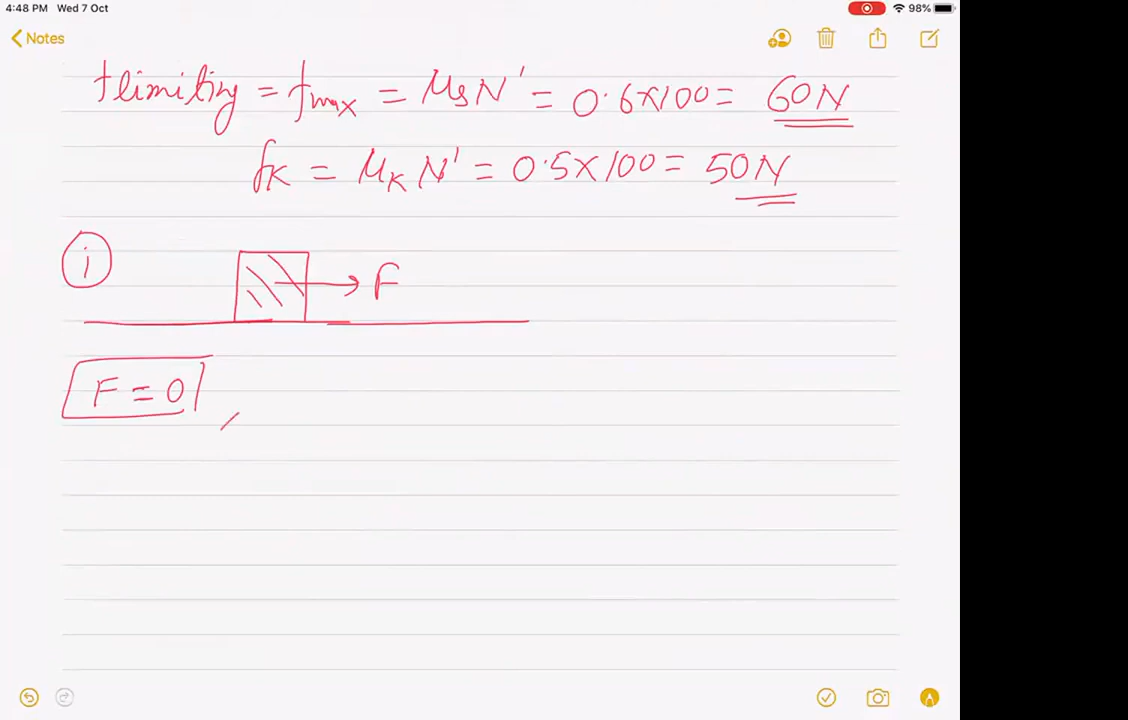 4:48 PM Wed 7 Oct
98%
Notes
f limiting = fmax = μsN' = 0.6×100 = 60N
fK = μKN' = 0.5×100 = 50N
i
F
F = 0 ,